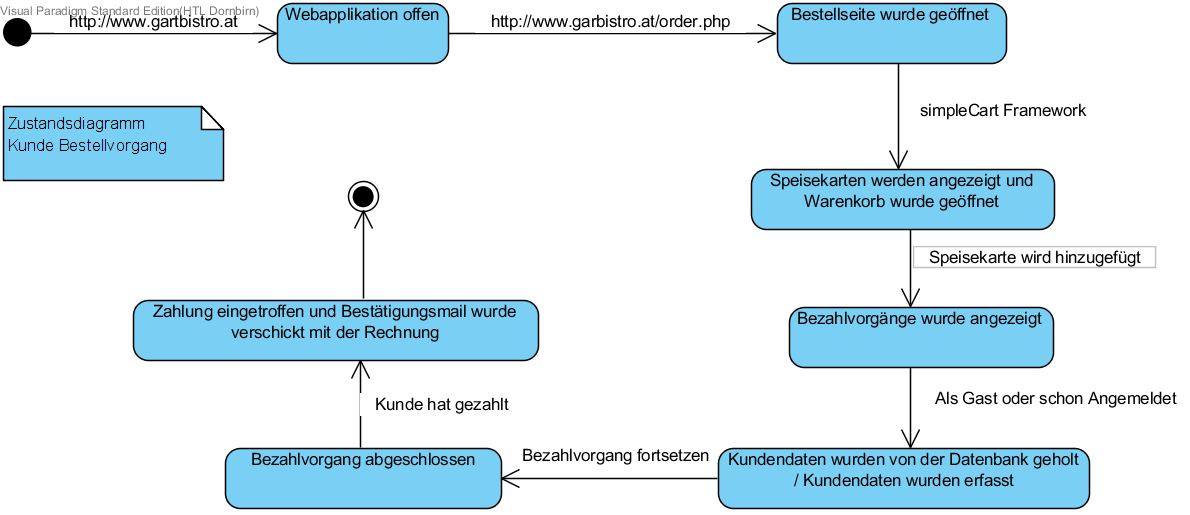 Visual Paradigm Standard Edition(HTL Dornbirn)
http://www.gartbistro.at
Webapplikation offen
http://www.garbistro.at/order.php
Bestellseite wurde geöffnet
simpleCart Framework
Zustandsdiagramm
Kunde Bestellvorgang
Speisekarten werden angezeigt und
Warenkorb wurde geöffnet
Speisekarte wird hinzugefügt
Bezahlvorgänge wurde angezeigt
Als Gast oder schon Angemeldet
Kundendaten wurden von der Datenbank geholt
/ Kundendaten wurden erfasst
Bezahlvorgang fortsetzen
Bezahlvorgang abgeschlossen
Kunde hat gezahlt
Zahlung eingetroffen und Bestätigungsmail wurde
verschickt mit der Rechnung